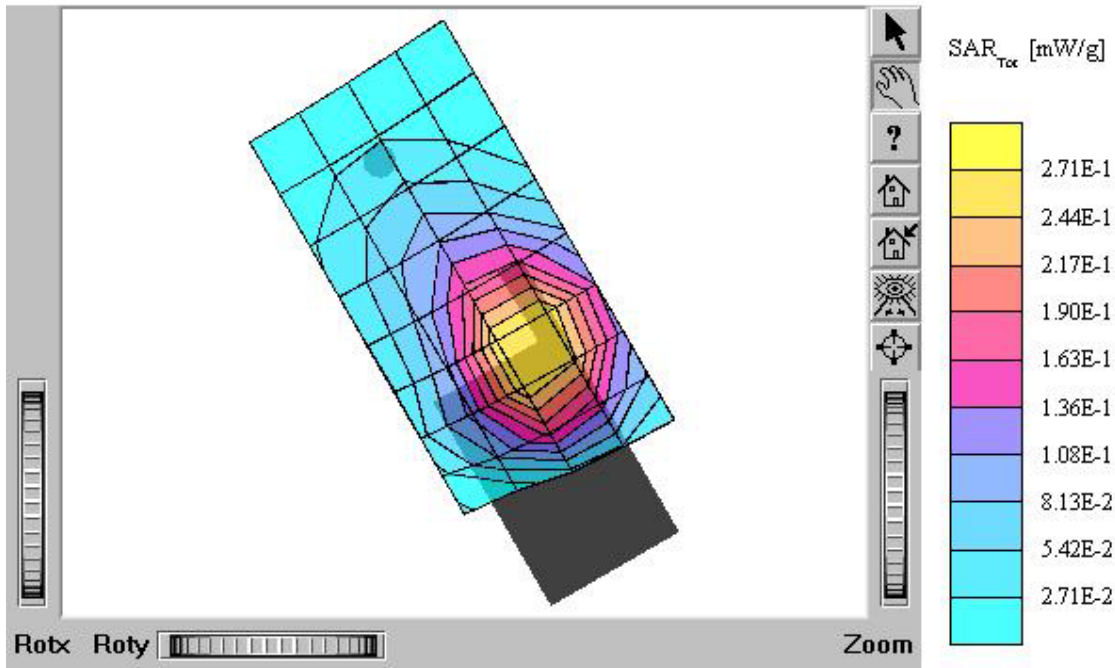 SAR_Tot [mW/g]
?
2.71E-1
2.44E-1
2.17E-1
1.90E-1
1.63E-1
1.36E-1
1.08E-1
8.13E-2
5.42E-2
2.71E-2
Rotx Roty Zoom